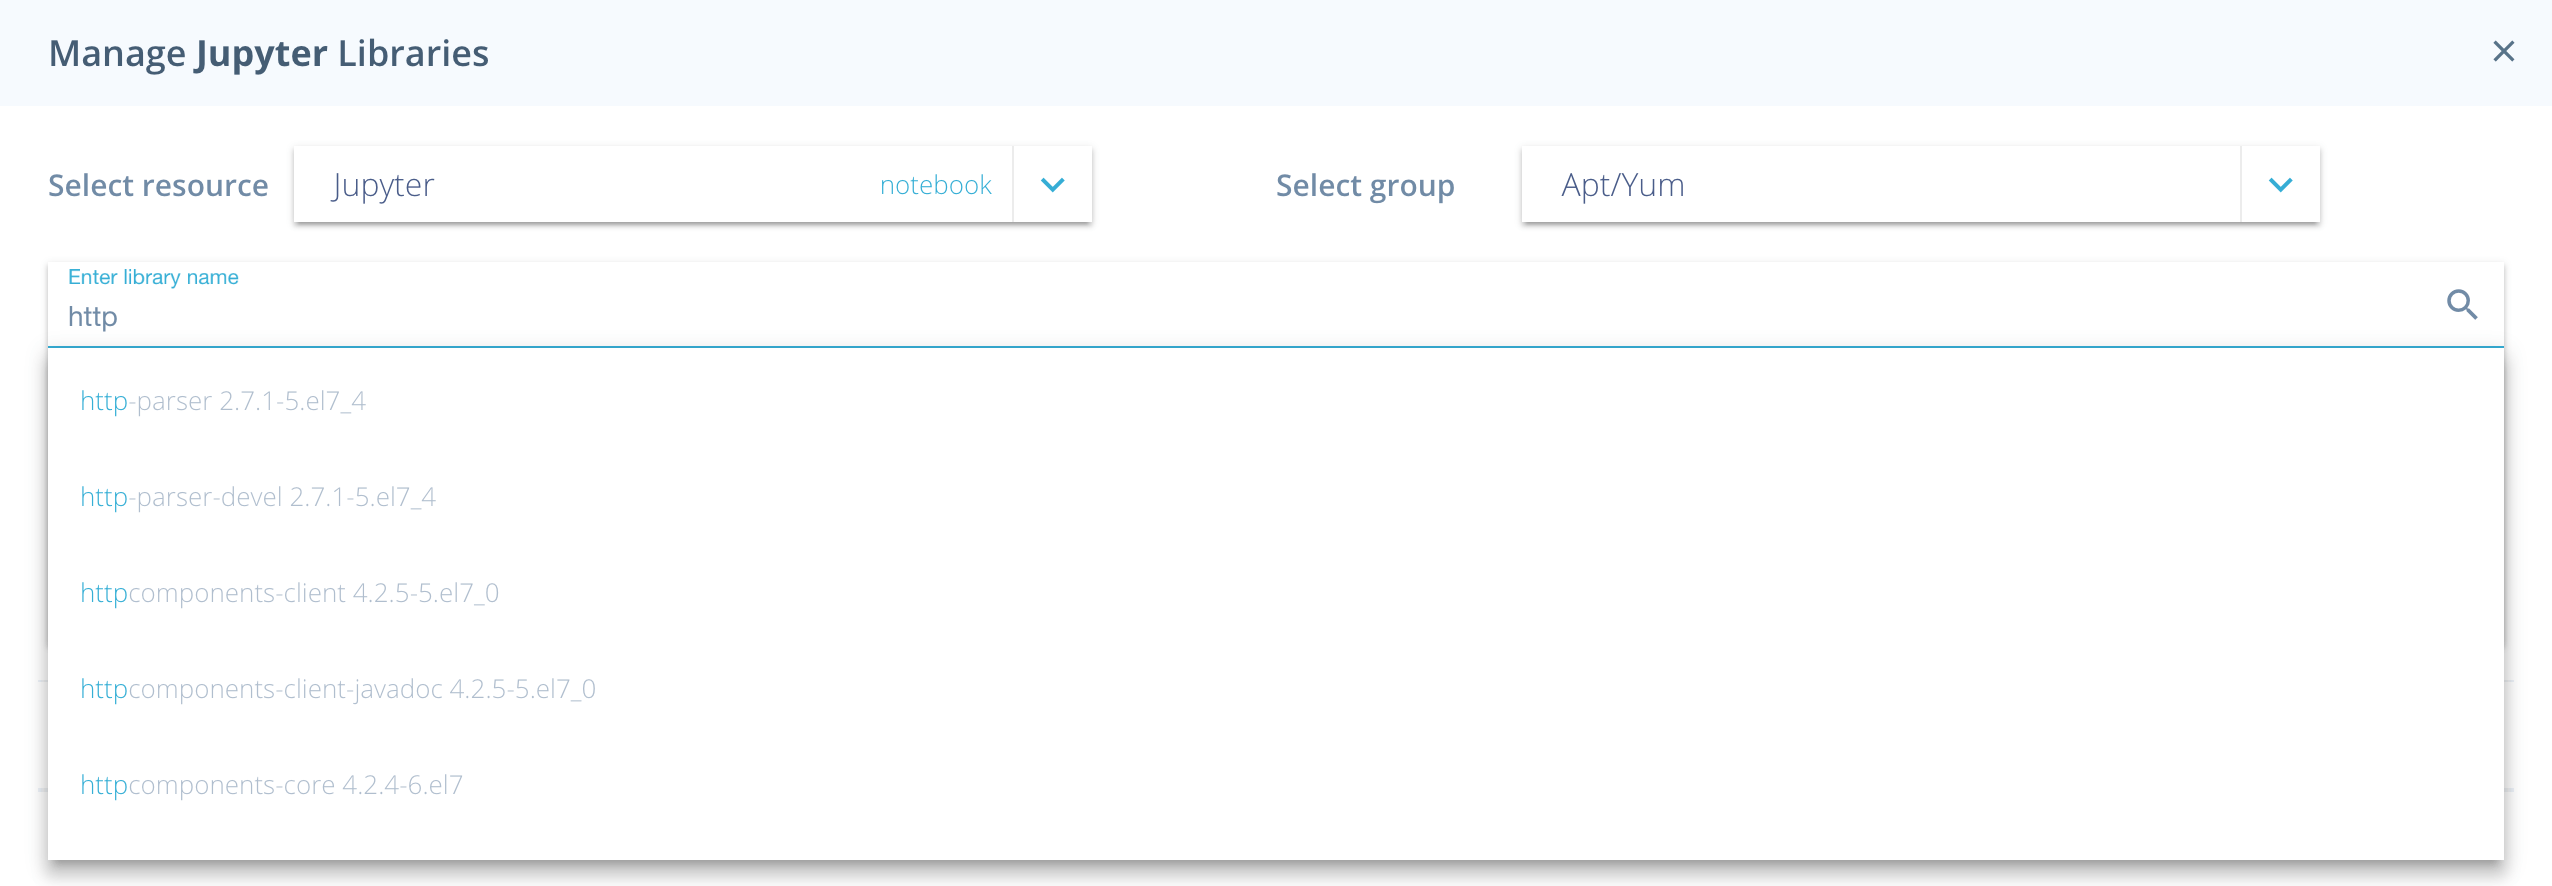 Manage Jupyter Libraries
Select resource Jupyter notebook Select group Apt/Yum
Enter library name
http
http-parser 2.7.1-5.el7_4
http-parser-devel 2.7.1-5.el7_4
httpcomponents-client 4.2.5-5.el7_0
httpcomponents-client-javadoc 4.2.5-5.el7_0
httpcomponents-core 4.2.4-6.el7